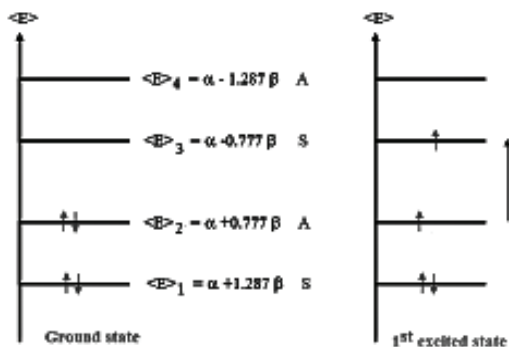 <E>
<E>
<E>4 = α - 1.287 β A
<E>3 = α -0.777 β S
<E>2 = α +0.777 β A
<E>1 = α +1.287 β S
Ground state
1st excited state